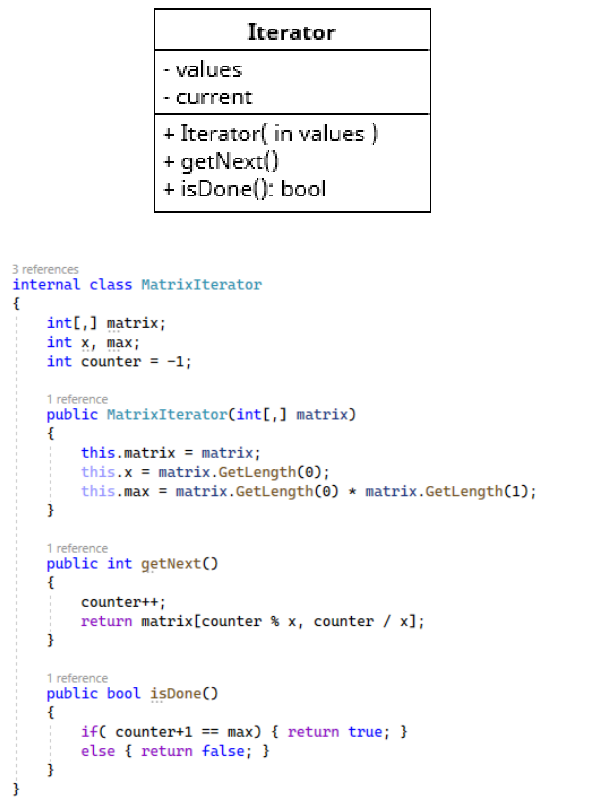 Iterator
- values
- current
+ Iterator( in values )
+ getNext()
+ isDone(): bool
3 references
internal class MatrixIterator
{
int[,] matrix;
int x, max;
int counter = -1;
1 reference
public MatrixIterator(int[,] matrix)
{
this.matrix = matrix;
this.x = matrix.GetLength(0);
this.max = matrix.GetLength(0) * matrix.GetLength(1);
}
1 reference
public int getNext()
{
counter++;
return matrix[counter % x, counter / x];
}
1 reference
public bool isDone()
{
if( counter+1 == max) { return true; }
else { return false; }
}
}